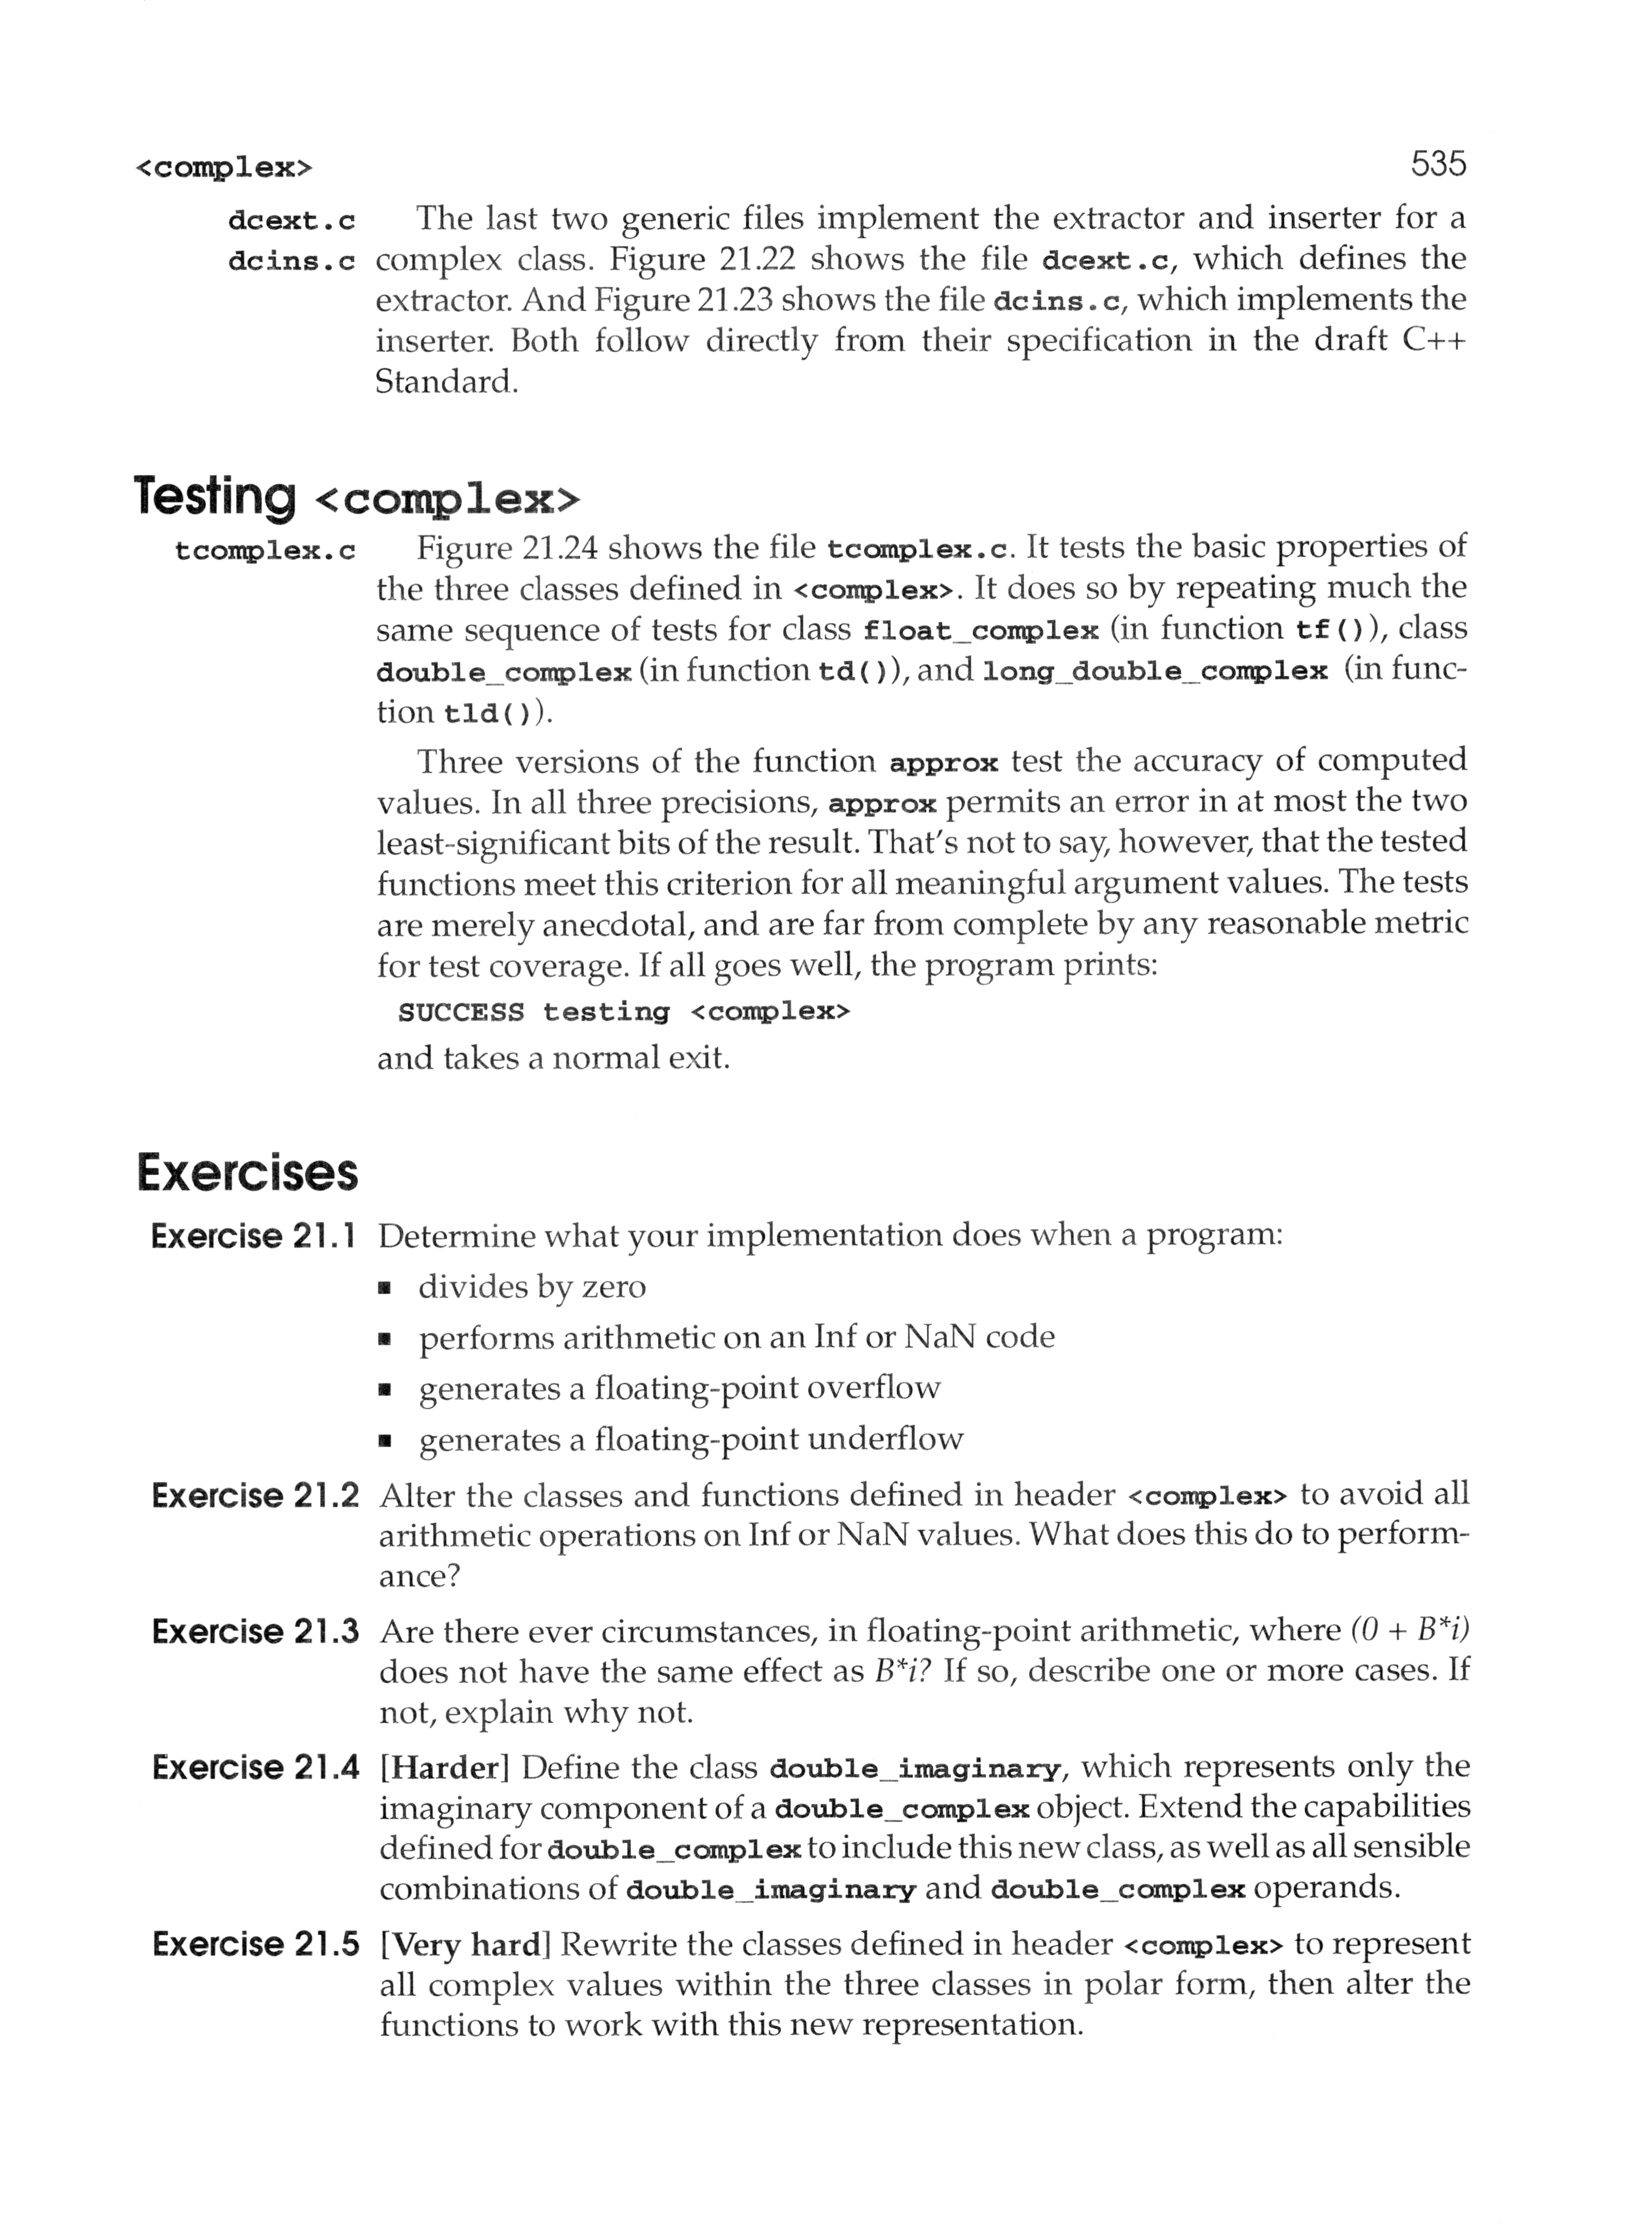 <complex> 535
dcext.c The last two generic files implement the extractor and inserter for a
dcins.c complex class. Figure 21.22 shows the file dcext.c, which defines the
extractor. And Figure 21.23 shows the file dcins.c, which implements the
inserter. Both follow directly from their specification in the draft C++
Standard.
Testing <complex>
tcomplex.c Figure 21.24 shows the file tcomplex.c. It tests the basic properties of
the three classes defined in <complex>. It does so by repeating much the
same sequence of tests for class float_complex (in function tf()), class
double_complex (in function td()), and long_double_complex (in func-
tion tld()).
Three versions of the function approx test the accuracy of computed
values. In all three precisions, approx permits an error in at most the two
least-significant bits of the result. That's not to say, however, that the tested
functions meet this criterion for all meaningful argument values. The tests
are merely anecdotal, and are far from complete by any reasonable metric
for test coverage. If all goes well, the program prints:
SUCCESS testing <complex>
and takes a normal exit.
Exercises
Exercise 21.1 Determine what your implementation does when a program:
▪ divides by zero
▪ performs arithmetic on an Inf or NaN code
▪ generates a floating-point overflow
▪ generates a floating-point underflow
Exercise 21.2 Alter the classes and functions defined in header <complex> to avoid all
arithmetic operations on Inf or NaN values. What does this do to perform-
ance?
Exercise 21.3 Are there ever circumstances, in floating-point arithmetic, where (0 + B*i)
does not have the same effect as B*i? If so, describe one or more cases. If
not, explain why not.
Exercise 21.4 [Harder] Define the class double_imaginary, which represents only the
imaginary component of a double_complex object. Extend the capabilities
defined for double_complex to include this new class, as well as all sensible
combinations of double_imaginary and double_complex operands.
Exercise 21.5 [Very hard] Rewrite the classes defined in header <complex> to represent
all complex values within the three classes in polar form, then alter the
functions to work with this new representation.